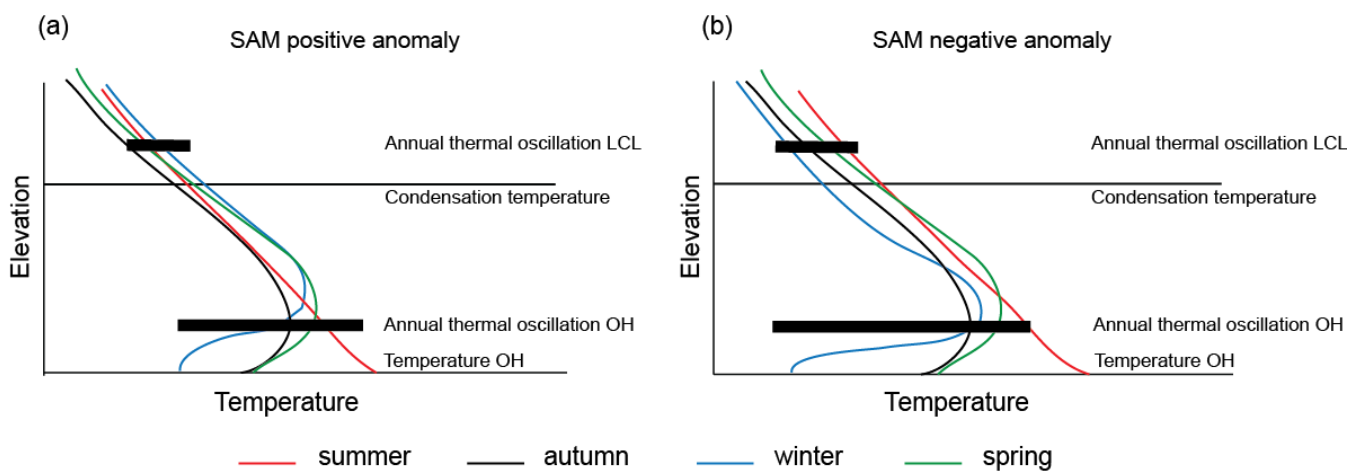 (a)
SAM positive anomaly
Elevation
Annual thermal oscillation LCL
Condensation temperature
Annual thermal oscillation OH
Temperature OH
Temperature
(b)
SAM negative anomaly
Elevation
Annual thermal oscillation LCL
Condensation temperature
Annual thermal oscillation OH
Temperature OH
Temperature
summer autumn winter spring